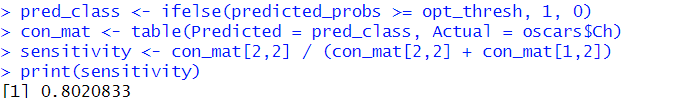 > pred_class <- ifelse(predicted_probs >= opt_thresh, 1, 0)
> con_mat <- table(Predicted = pred_class, Actual = oscars$Ch)
> sensitivity <- con_mat[2,2] / (con_mat[2,2] + con_mat[1,2])
> print(sensitivity)
[1] 0.8020833